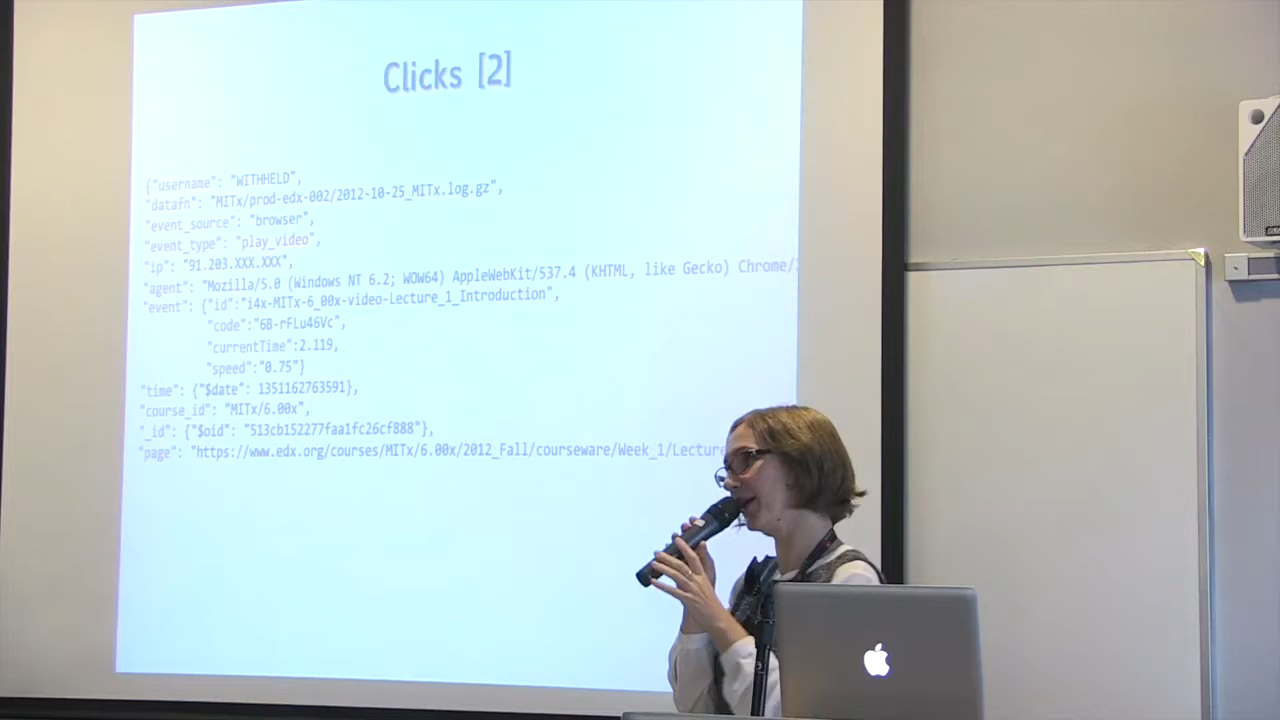 Clicks [2]
{"username": "WITHHELD",
"datafn": "MITx/prod-edx-002/2012-10-25_MITx.log.gz",
"event_source": "browser",
"event_type": "play_video",
"ip": "91.203.XXX.XXX",
"agent": "Mozilla/5.0 (Windows NT 6.2; WOW64) AppleWebKit/537.4 (KHTML, like Gecko) Chrome/
"event": {"id":"i4x-MITx-6_00x-video-Lecture_1_Introduction",
"code":"6B-rFLu46Vc",
"currentTime":2.119,
"speed":"0.75"}
"time": {"$date": 1351162763591},
"course_id": "MITx/6.00x",
"_id": {"$oid": "513cb152277faa1fc26cf888"},
"page": "https://www.edx.org/courses/MITx/6.00x/2012_Fall/courseware/Week_1/Lecture